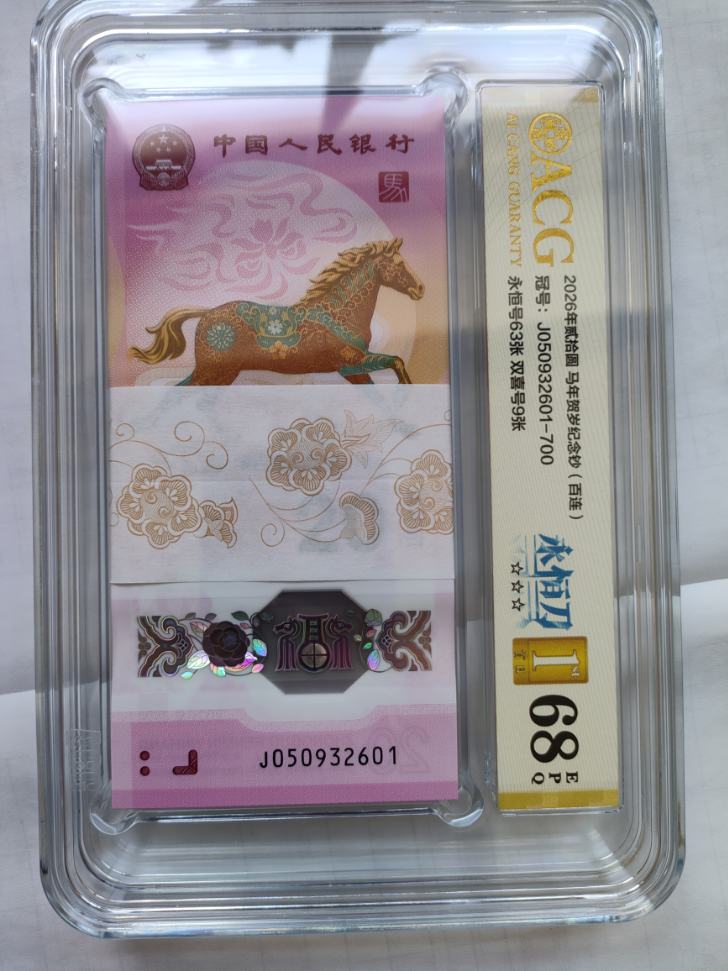 中国人民银行
馬
J050932601
ACG
AI CANG GUARANTY
2026年贰拾圆 马年贺岁纪念钞（百连）
冠号：J050932601-700
永恒号63张 双喜号9张
永恒刀
☆☆☆
1st
68
E
P
Q